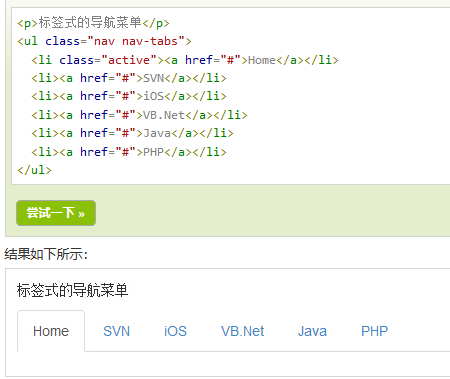 <p>标签式的导航菜单</p>
<ul class="nav nav-tabs">
  <li class="active"><a href="#">Home</a></li>
  <li><a href="#">SVN</a></li>
  <li><a href="#">iOS</a></li>
  <li><a href="#">VB.Net</a></li>
  <li><a href="#">Java</a></li>
  <li><a href="#">PHP</a></li>
</ul>
尝试一下 »
结果如下所示：
标签式的导航菜单
Home SVN iOS VB.Net Java PHP